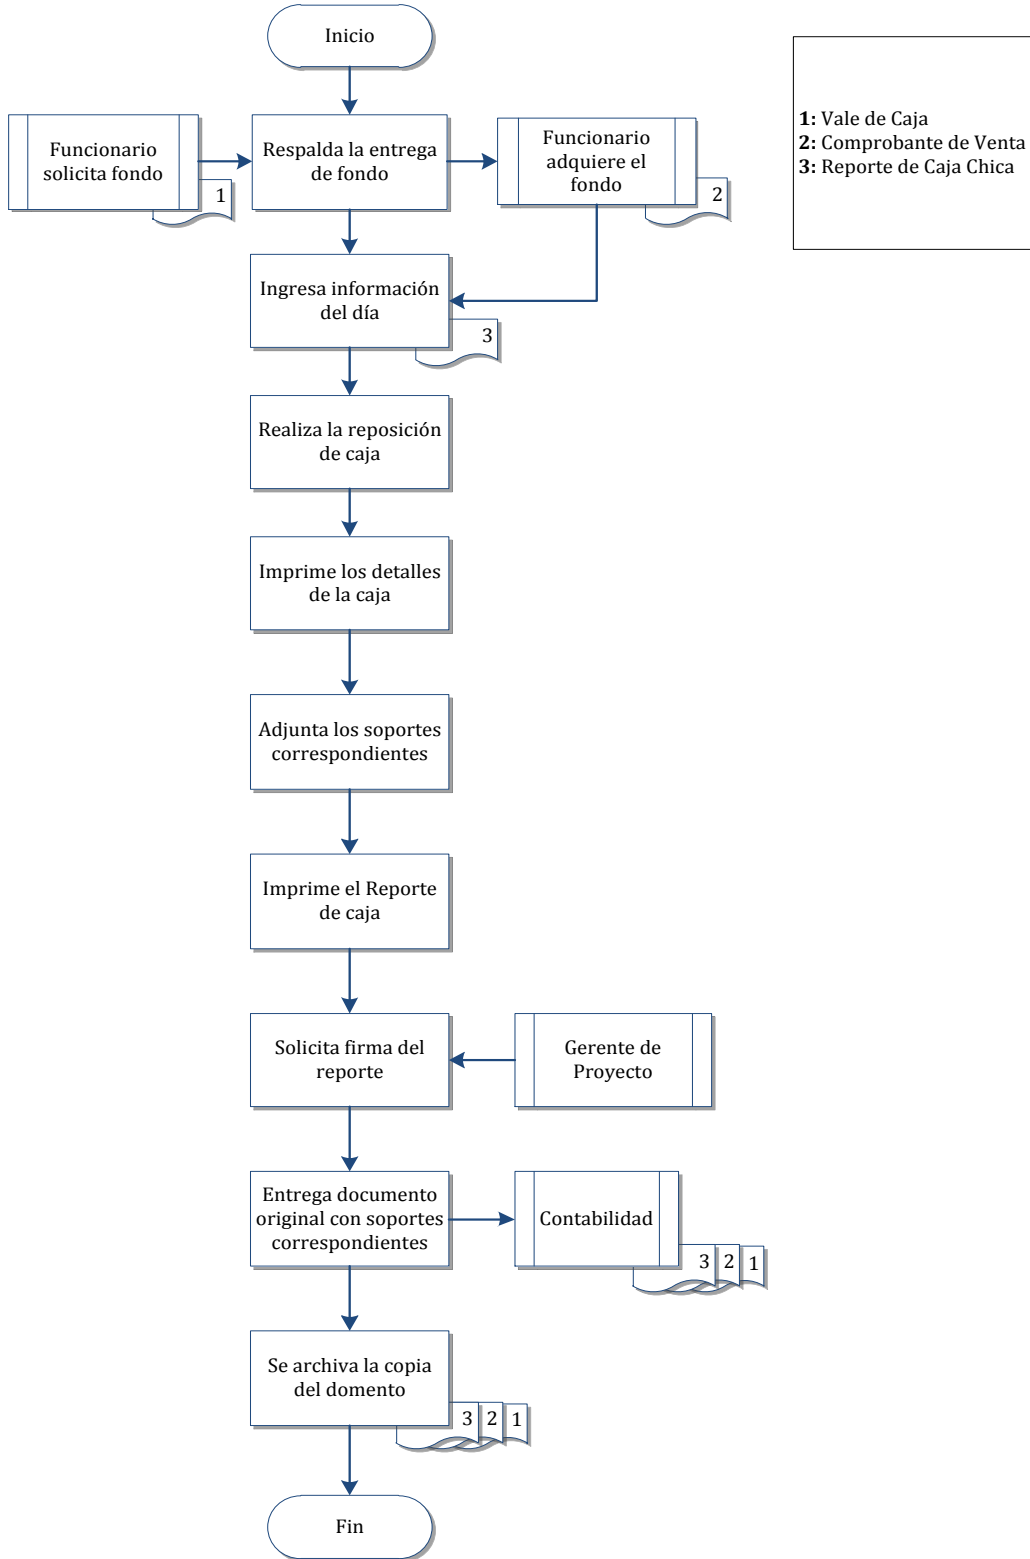 Inicio
1: Vale de Caja
2: Comprobante de Venta
3: Reporte de Caja Chica
Funcionario
solicita fondo
1
Respalda la entrega
de fondo
Funcionario
adquiere el
fondo
2
Ingresa información
del día
3
Realiza la reposición
de caja
Imprime los detalles
de la caja
Adjunta los soportes
correspondientes
Imprime el Reporte
de caja
Solicita firma del
reporte
Gerente de
Proyecto
Entrega documento
original con soportes
correspondientes
Contabilidad
3 2 1
Se archiva la copia
del domento
3 2 1
Fin